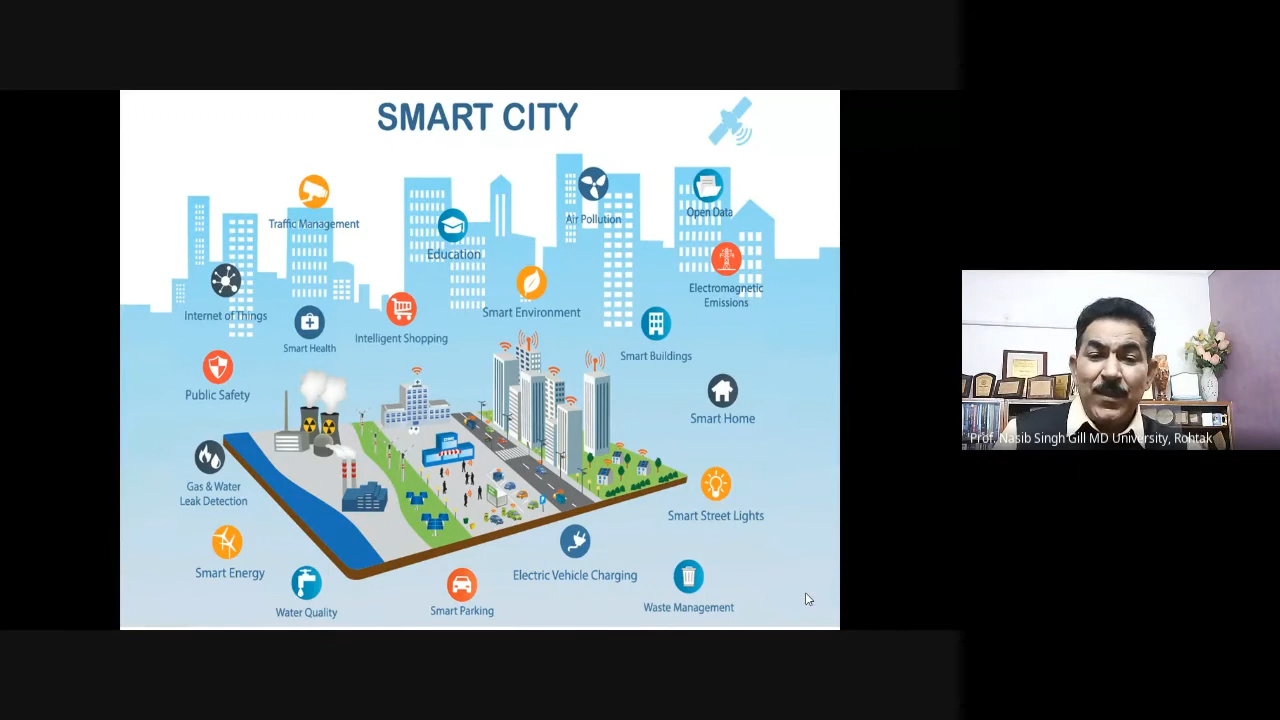 SMART CITY
Traffic Management
Air Pollution
Open Data
Education
Electromagnetic
Emissions
Internet of Things
Smart Environment
Smart Health
Intelligent Shopping
Smart Buildings
Public Safety
Smart Home
Gas & Water
Leak Detection
Smart Street Lights
Smart Energy
Electric Vehicle Charging
Water Quality
Smart Parking
Waste Management
'Prof. Nasib Singh Gill MD University, Rohtak